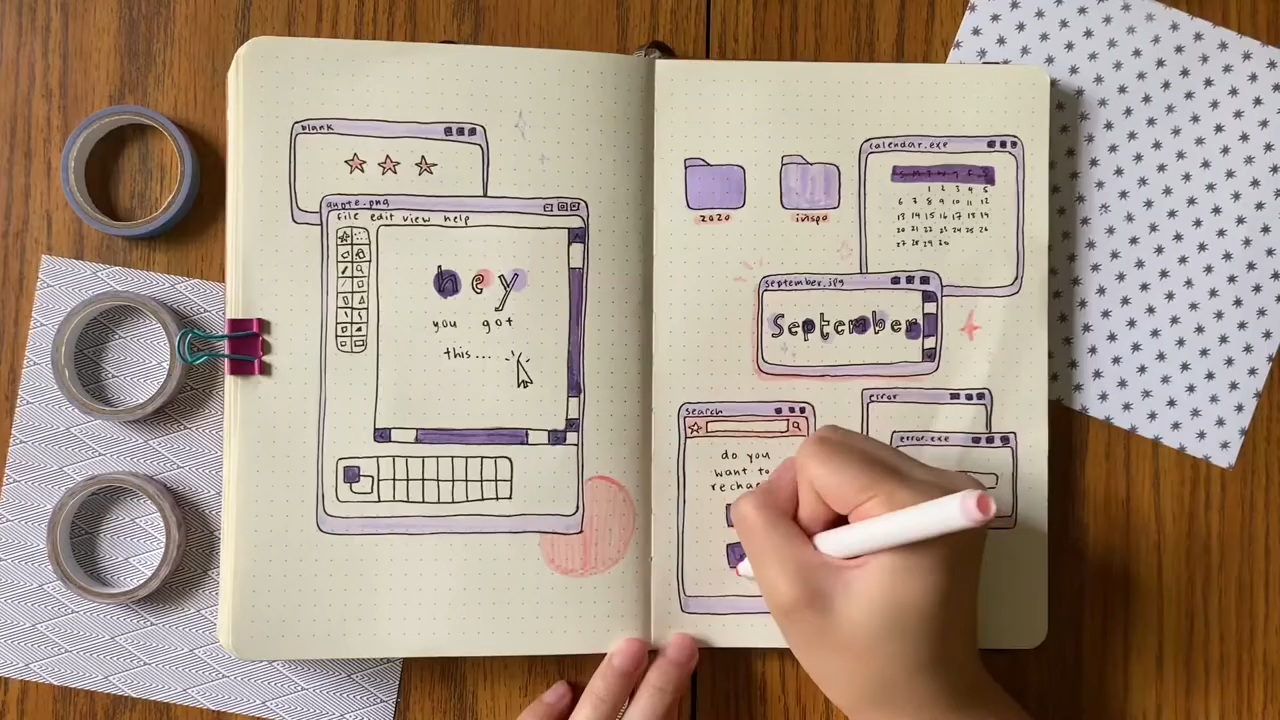 blank
quote.png
file edit view help
hey
you got
this...
2020
inspo
calendar.exe
S M T W T F S
1 2 3 4 5
6 7 8 9 10 11 12
13 14 15 16 17 18 19
20 21 22 23 24 25 26
27 28 29 30
september.jpg
September
search
do you
want to
error
error.exe